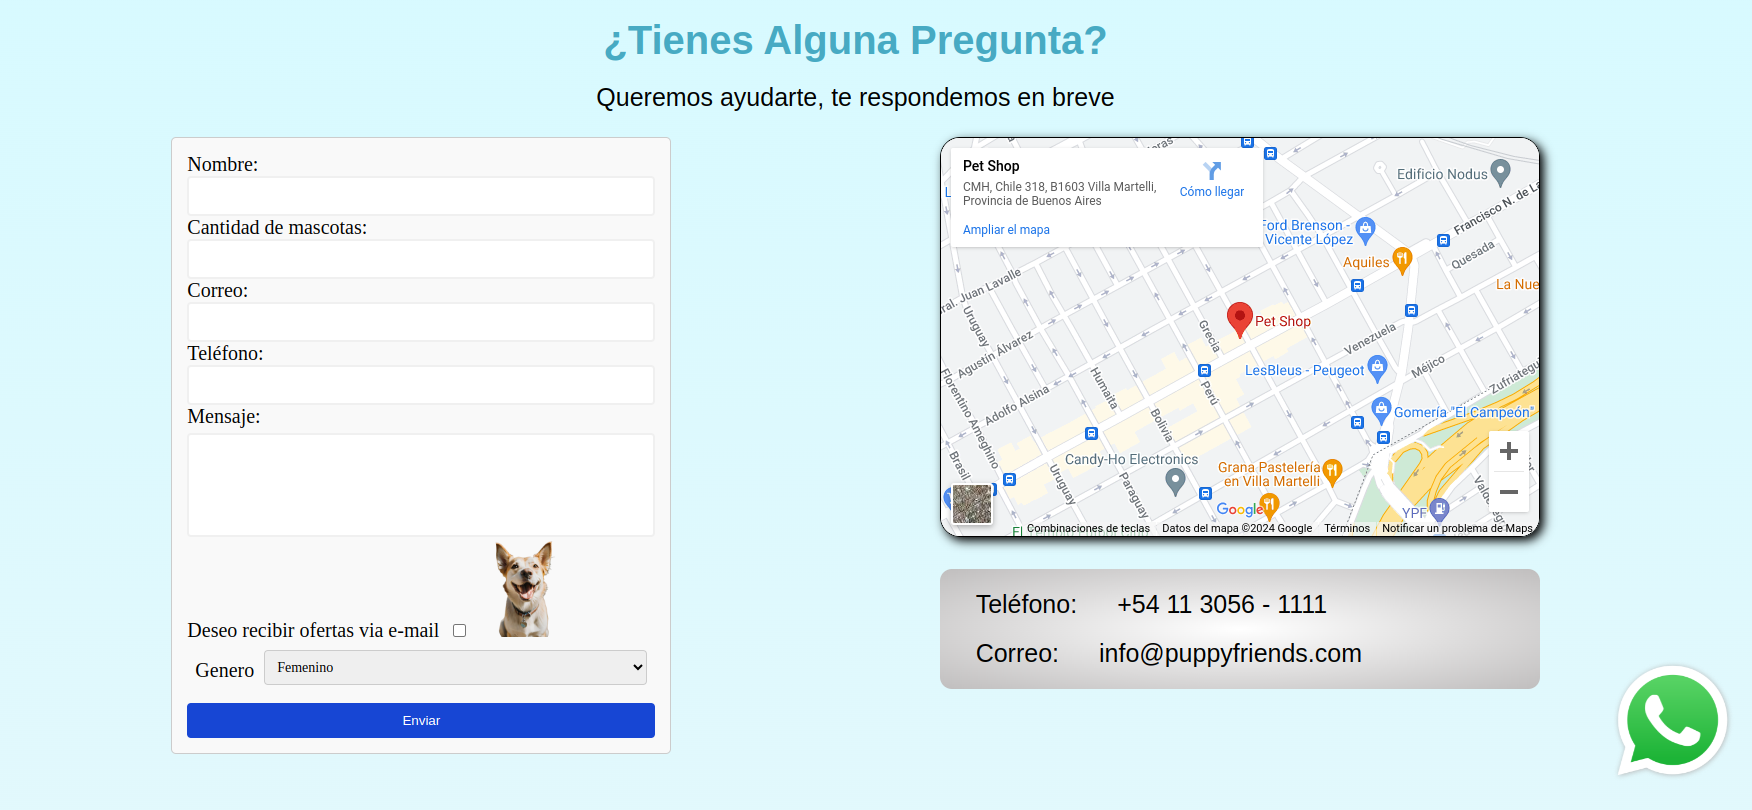 ¿Tienes Alguna Pregunta?
Queremos ayudarte, te respondemos en breve
Nombre:
Cantidad de mascotas:
Correo:
Teléfono:
Mensaje:
Deseo recibir ofertas via e-mail
Genero
Femenino
Enviar
Pet Shop
CMH, Chile 318, B1603 Villa Martelli,
Provincia de Buenos Aires
Ampliar el mapa
Cómo llegar
Edificio Nodus
Francisco N. de La
Ford Brenson -
Vicente López
Quesada
Aquiles
La Nue
ral. Juan Lavalle
Uruguay
Agustín Álvarez
Grecia
Pet Shop
Venezuela
Méjico
LesBleus - Peugeot
Zufriategu
Florentino Ameghino
Adolfo Alsina
Humaita
Perú
Bolivia
Gomería "El Campeón"
Candy-Ho Electronics
Brasil
Uruguay
Paraguay
Grana Pastelería
en Villa Martelli
YPF
Google
Combinaciones de teclas
Datos del mapa ©2024 Google
Términos
Notificar un problema de Maps
Teléfono: +54 11 3056 - 1111
Correo: info@puppyfriends.com